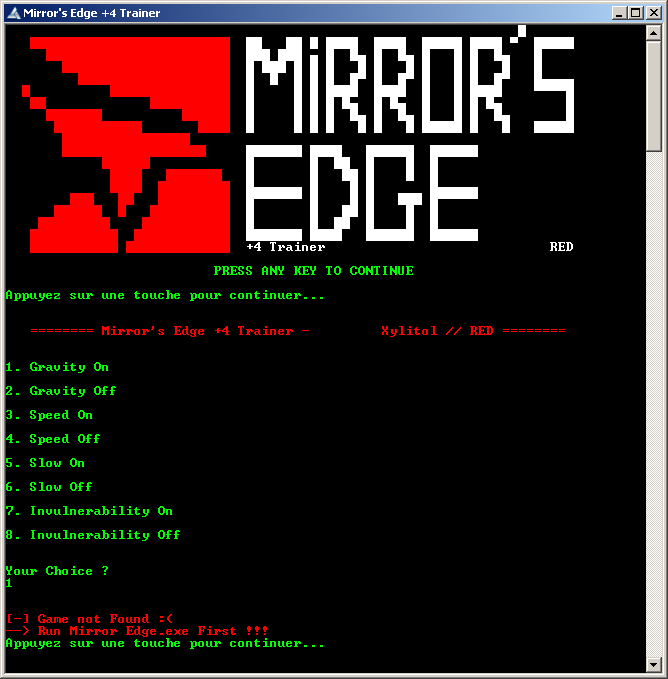 Mirror's Edge +4 Trainer
MiRROR'S
EDGE
+4 Trainer RED
PRESS ANY KEY TO CONTINUE
Appuyez sur une touche pour continuer...
======== Mirror's Edge +4 Trainer - Xylitol // RED ========
1. Gravity On
2. Gravity Off
3. Speed On
4. Speed Off
5. Slow On
6. Slow Off
7. Invulnerability On
8. Invulnerability Off
Your Choice ?
1
[-] Game not Found :(
--> Run Mirror Edge.exe First !!!
Appuyez sur une touche pour continuer...